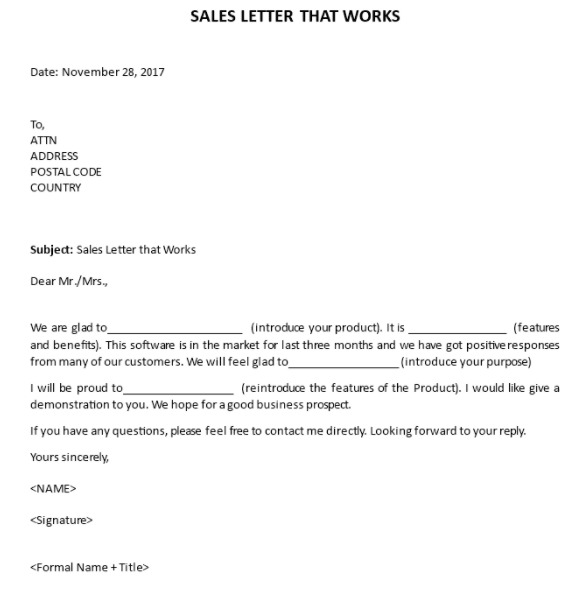 SALES LETTER THAT WORKS
Date: November 28, 2017
To,
ATTN
ADDRESS
POSTAL CODE
COUNTRY
Subject: Sales Letter that Works
Dear Mr./Mrs.,
We are glad to______________________ (introduce your product). It is ________________ (features
and benefits). This software is in the market for last three months and we have got positive responses
from many of our customers. We will feel glad to__________________(introduce your purpose)
I will be proud to__________________ (reintroduce the features of the Product). I would like give a
demonstration to you. We hope for a good business prospect.
If you have any questions, please feel free to contact me directly. Looking forward to your reply.
Yours sincerely,
<NAME>
<Signature>
<Formal Name + Title>